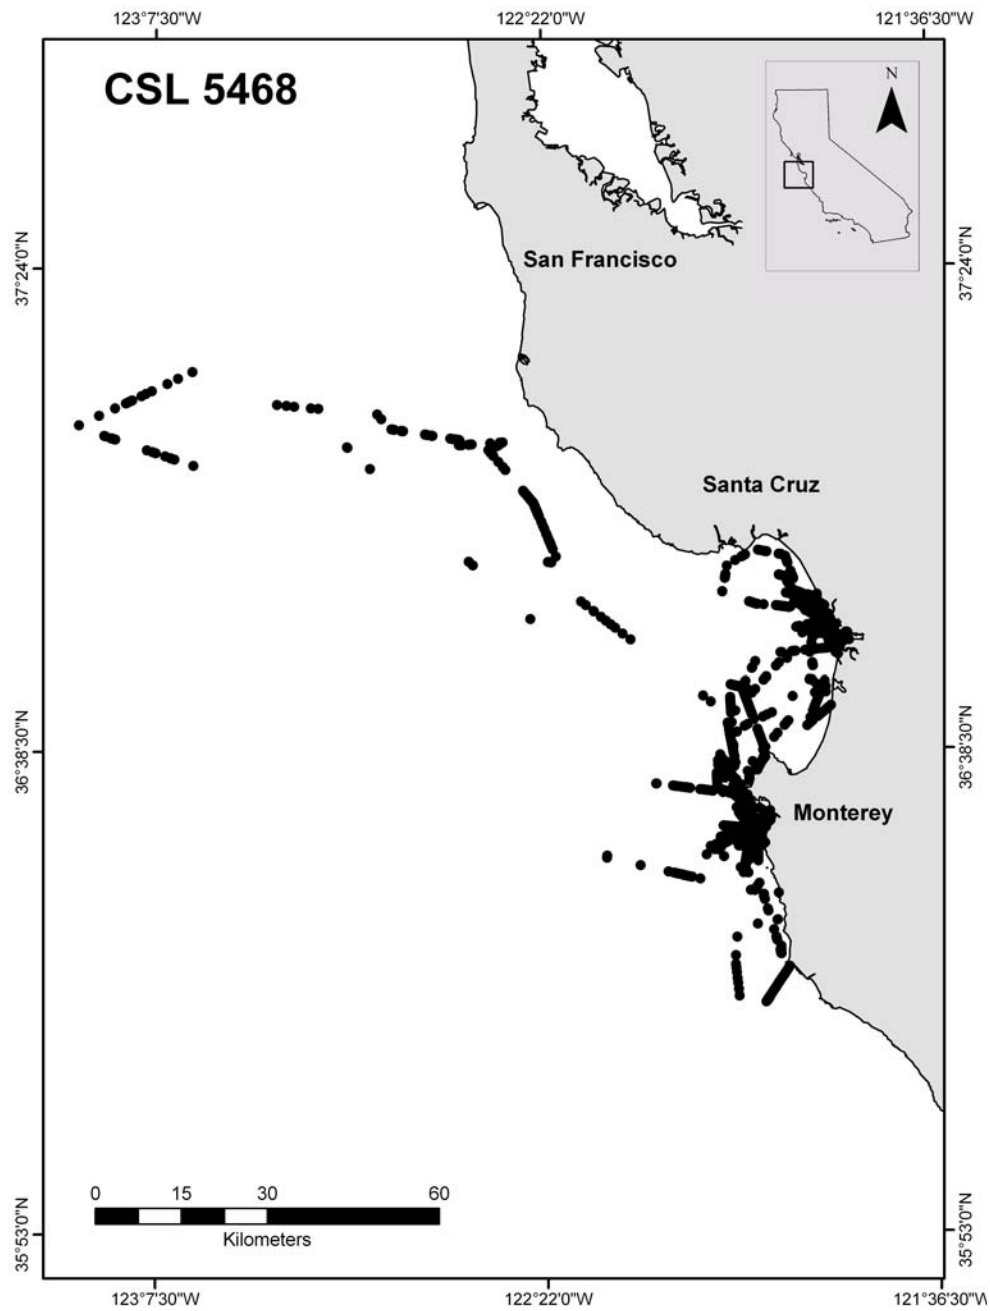 123°7'30"W 122°22'0"W 121°36'30"W
CSL 5468
N
San Francisco
37°24'0"N 37°24'0"N
Santa Cruz
36°38'30"N 36°38'30"N
Monterey
0 15 30 60
Kilometers
35°53'0"N 35°53'0"N
123°7'30"W 122°22'0"W 121°36'30"W